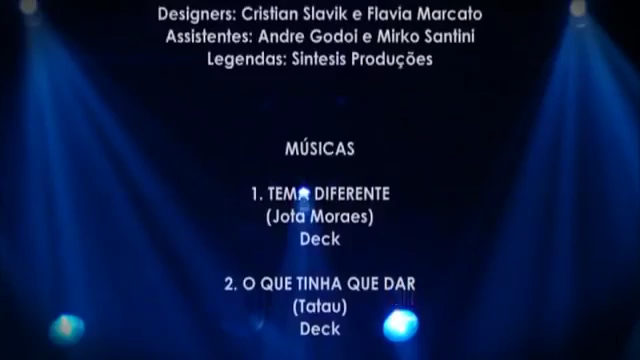 Designers: Cristian Slavik e Flavia Marcato
Assistentes: Andre Godoi e Mirko Santini
Legendas: Sintesis Produções
MÚSICAS
1. TEMA DIFERENTE
(Jota Moraes)
Deck
2. O QUE TINHA QUE DAR
(Tatau)
Deck